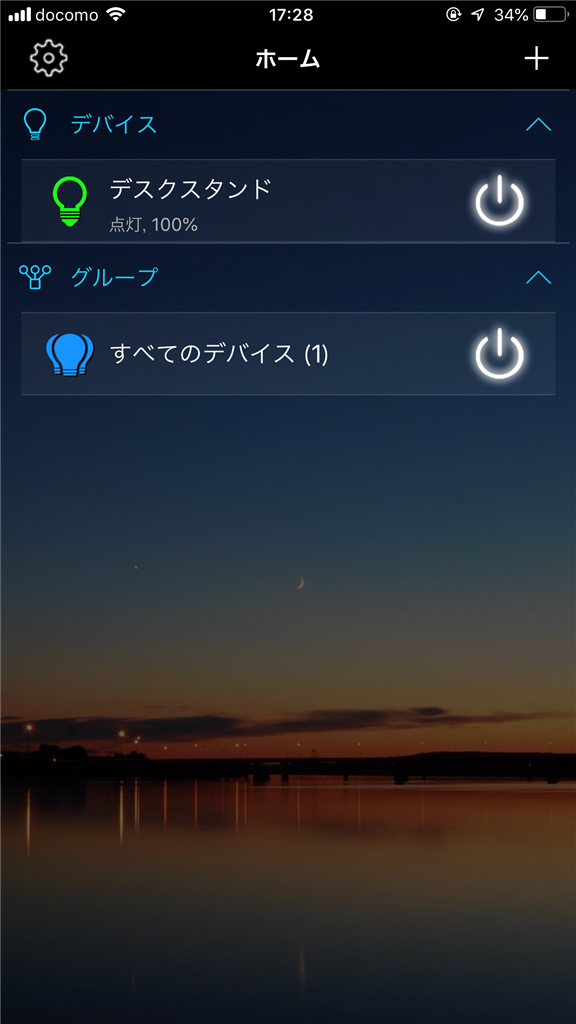 docomo 17:28 34%
ホーム
デバイス
デスクスタンド
点灯, 100%
グループ
すべてのデバイス (1)